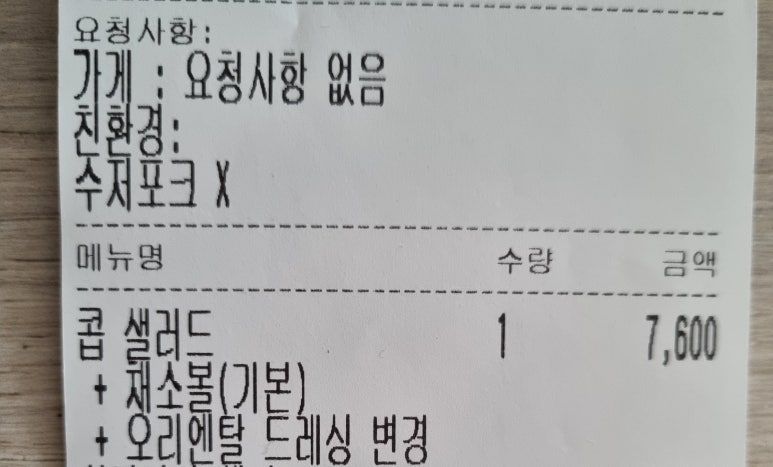 요청사항:
가게 : 요청사항 없음
친환경:
수저포크 X
메뉴명 수량 금액
콥 샐러드 1 7,600
+ 채소볼(기본)
+ 오리엔탈 드레싱 변경